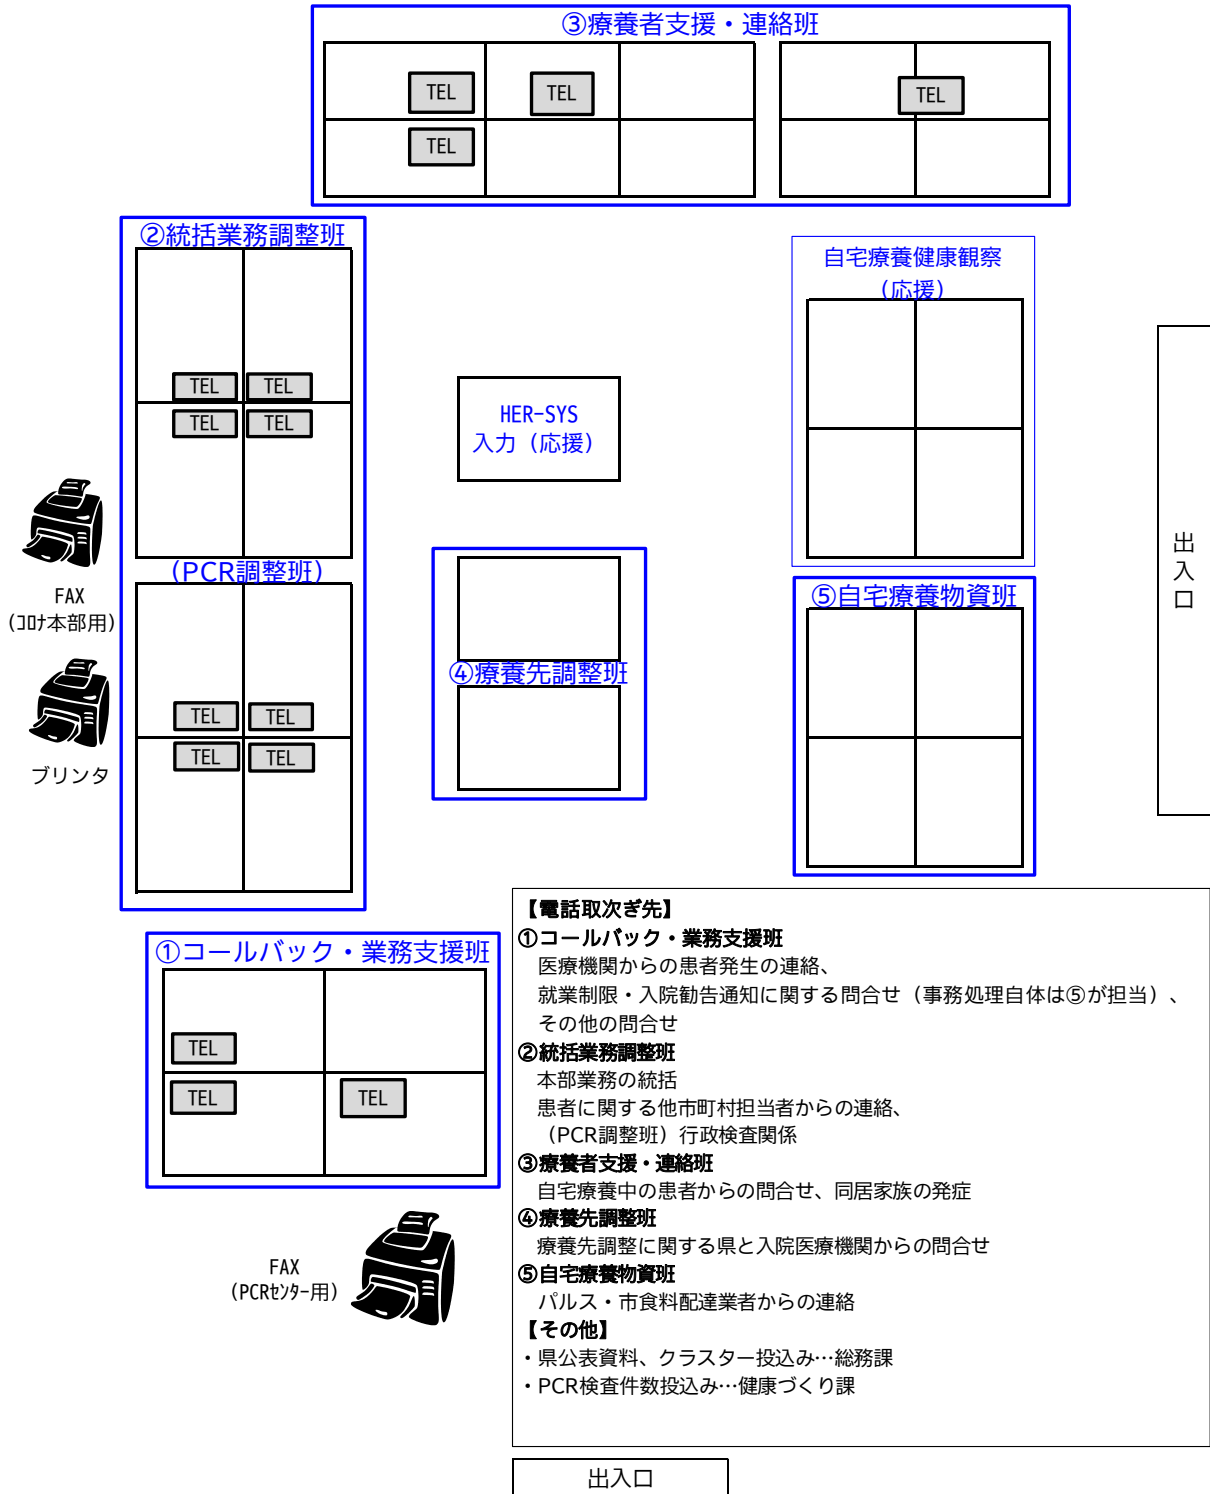 ③療養者支援・連絡班
TEL
TEL
TEL
TEL
②統括業務調整班
自宅療養健康観察
（応援）
TEL
TEL
TEL
TEL
HER-SYS
入力（応援）
出入口
FAX
(ｺﾛﾅ本部用)
(PCR調整班)
⑤自宅療養物資班
④療養先調整班
TEL
TEL
TEL
TEL
プリンタ
①コールバック・業務支援班
TEL
TEL
TEL
FAX
(PCRｾﾝﾀｰ用)
【電話取次ぎ先】
①コールバック・業務支援班
医療機関からの患者発生の連絡、
就業制限・入院勧告通知に関する問合せ（事務処理自体は⑤が担当）、
その他の問合せ
②統括業務調整班
本部業務の統括
患者に関する他市町村担当者からの連絡、
（PCR調整班）行政検査関係
③療養者支援・連絡班
自宅療養中の患者からの問合せ、同居家族の発症
④療養先調整班
療養先調整に関する県と入院医療機関からの問合せ
⑤自宅療養物資班
パルス・市食料配達業者からの連絡
【その他】
・県公表資料、クラスター投込み…総務課
・PCR検査件数投込み…健康づくり課
出入口